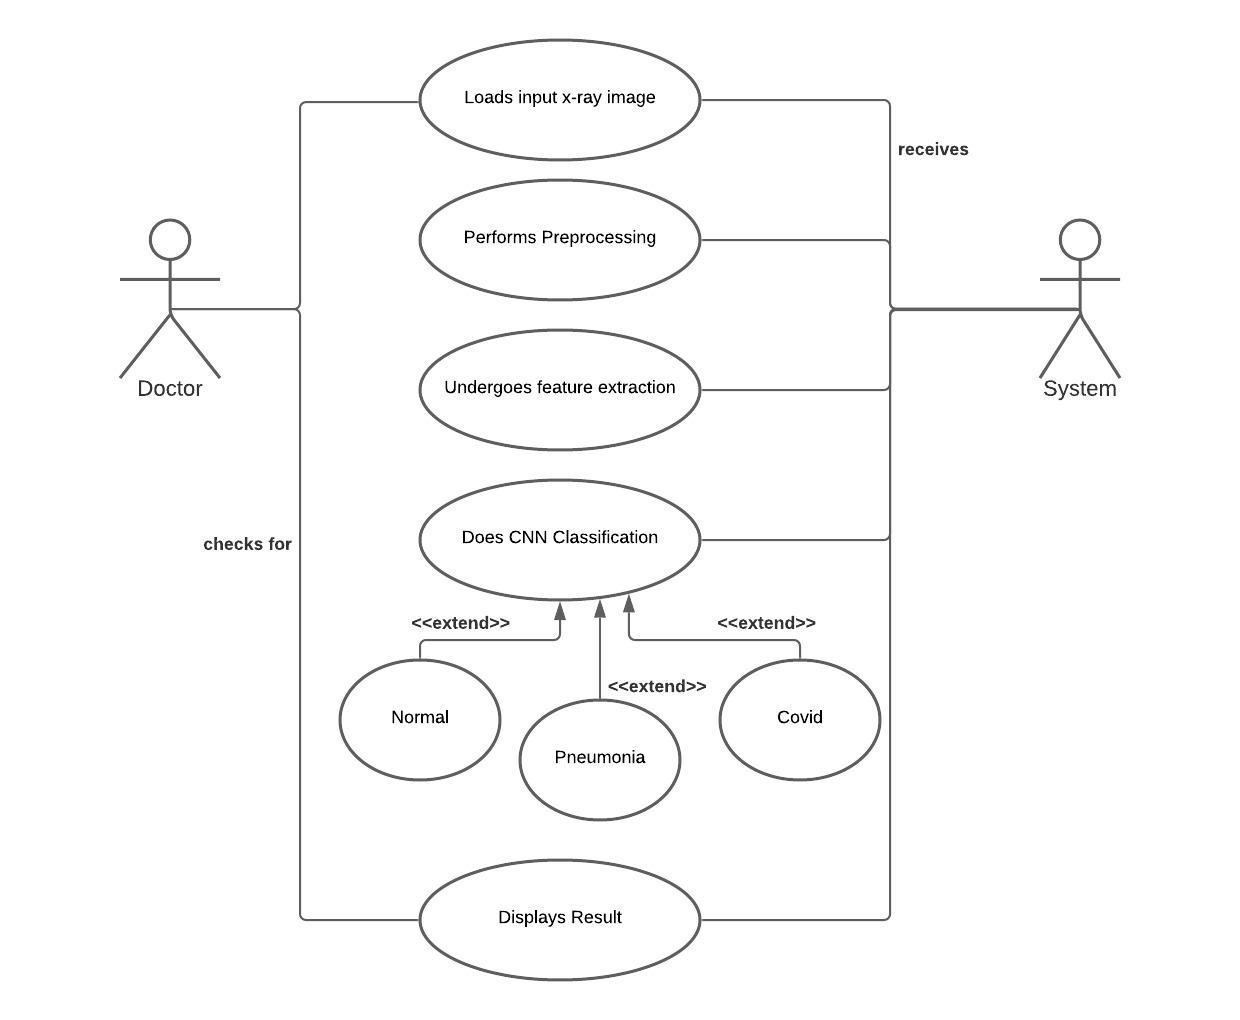 Loads input x-ray image
receives
Performs Preprocessing
Doctor
System
Undergoes feature extraction
checks for
Does CNN Classification
<<extend>>
<<extend>>
<<extend>>
Normal
Pneumonia
Covid
Displays Result